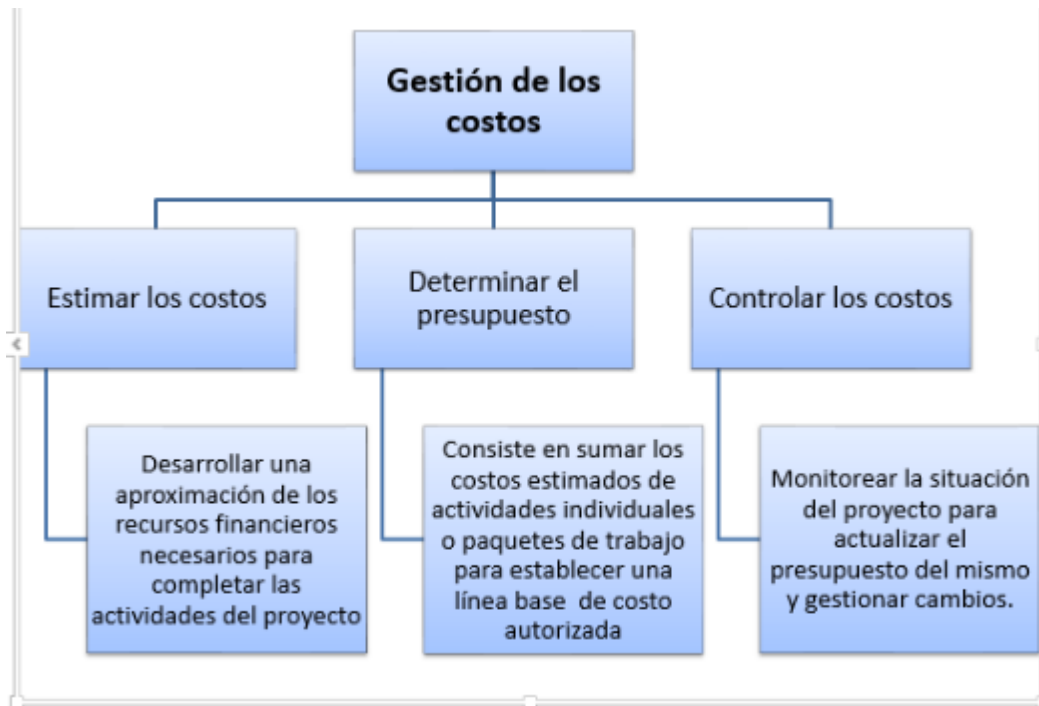 Gestión de los
costos
Estimar los costos
Determinar el
presupuesto
Controlar los costos
Desarrollar una
aproximación de los
recursos financieros
necesarios para
completar las
actividades del proyecto
Consiste en sumar los
costos estimados de
actividades individuales
o paquetes de trabajo
para establecer una
línea base de costo
autorizada
Monitorear la situación
del proyecto para
actualizar el
presupuesto del mismo
y gestionar cambios.